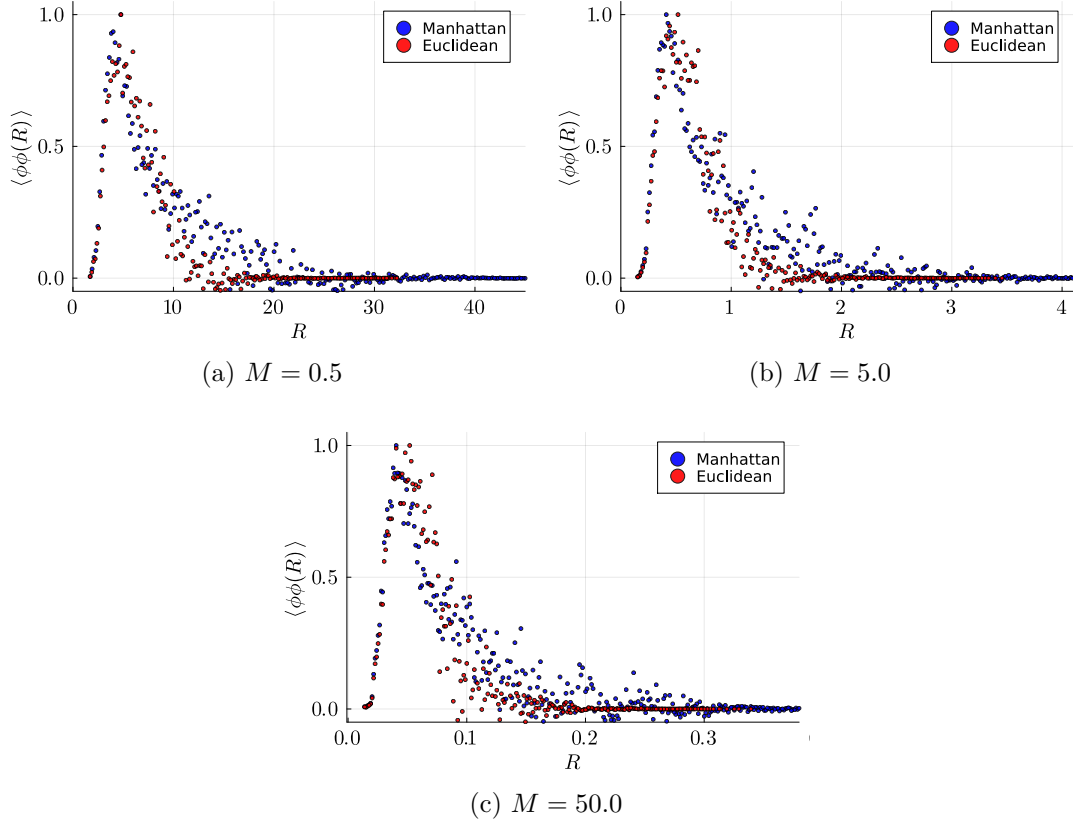 1.0
0.5
0.0
⟨ϕϕ(R)⟩
Manhattan
Euclidean
0 10 20 30 40
R
(a) M = 0.5
1.0
0.5
0.0
⟨ϕϕ(R)⟩
Manhattan
Euclidean
0 1 2 3 4
R
(b) M = 5.0
1.0
0.5
0.0
⟨ϕϕ(R)⟩
Manhattan
Euclidean
0.0 0.1 0.2 0.3
R
(c) M = 50.0